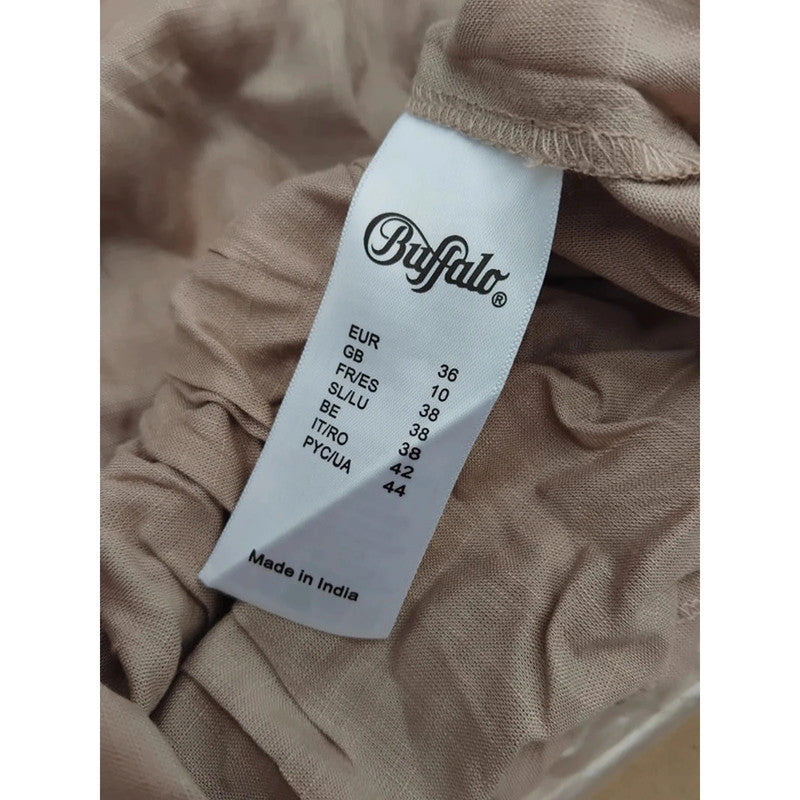 Buffalo®
EUR 36
GB 10
FR/ES 38
SL/LU 38
BE 38
IT/RO 42
PYC/UA 44
Made in India